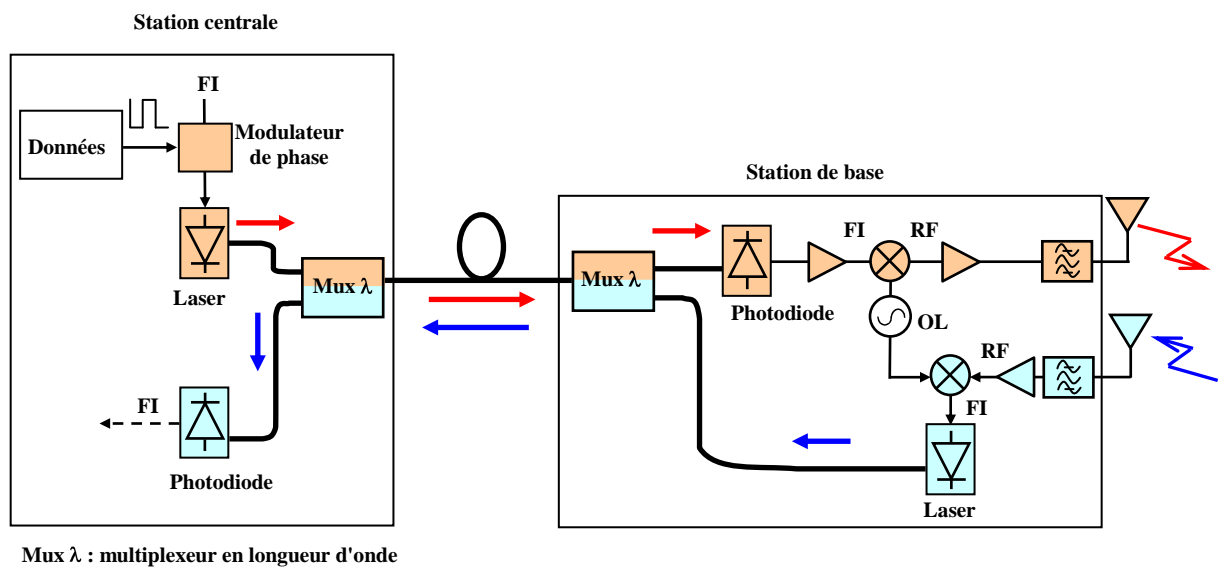 Station centrale
FI
Données
Modulateur
de phase
Laser
Mux λ
FI
Photodiode
Station de base
Mux λ
Photodiode
FI
RF
OL
RF
FI
Laser
Mux λ : multiplexeur en longueur d'onde